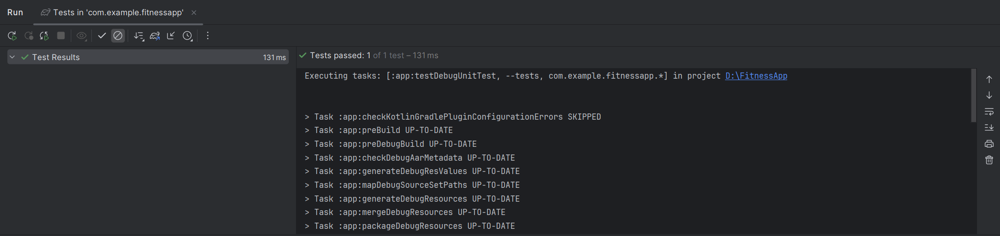 Run Tests in 'com.example.fitnessapp'
Test Results 131 ms
Tests passed: 1 of 1 test – 131 ms
Executing tasks: [:app:testDebugUnitTest, --tests, com.example.fitnessapp.*] in project D:\FitnessApp
> Task :app:checkKotlinGradlePluginConfigurationErrors SKIPPED
> Task :app:preBuild UP-TO-DATE
> Task :app:preDebugBuild UP-TO-DATE
> Task :app:checkDebugAarMetadata UP-TO-DATE
> Task :app:generateDebugResValues UP-TO-DATE
> Task :app:mapDebugSourceSetPaths UP-TO-DATE
> Task :app:generateDebugResources UP-TO-DATE
> Task :app:mergeDebugResources UP-TO-DATE
> Task :app:packageDebugResources UP-TO-DATE